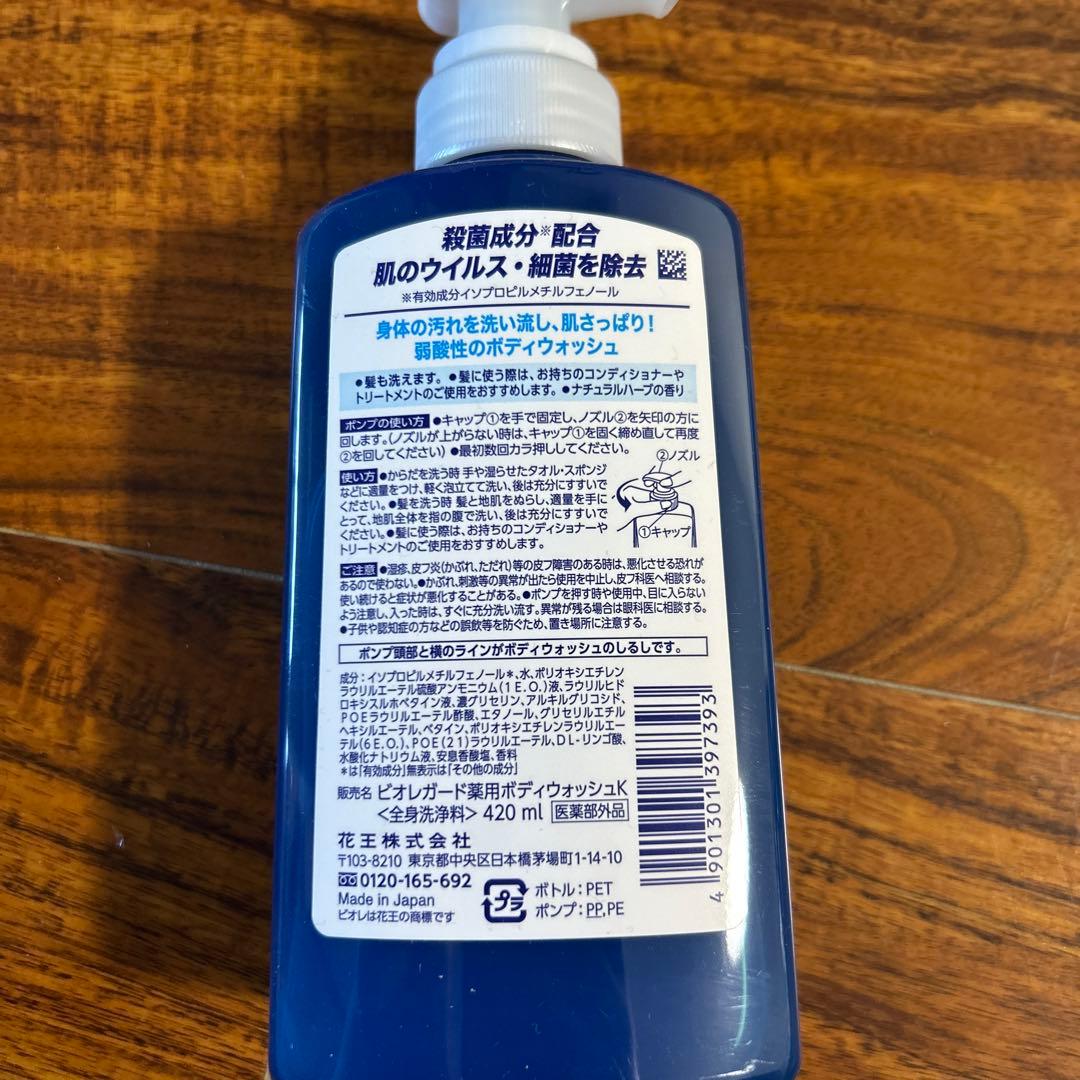 殺菌成分※配合
肌のウイルス・細菌を除去
※有効成分イソプロピルメチルフェノール
身体の汚れを洗い流し、肌さっぱり！
弱酸性のボディウォッシュ
●髪も洗えます。●髪に使う際は、お持ちのコンディショナーや
トリートメントのご使用をおすすめします。●ナチュラルハーブの香り
ポンプの使い方 ●キャップ①を手で固定し、ノズル②を矢印の方に
回します。(ノズルが上がらない時は、キャップ①を固く締め直して再度
②を回してください) ●最初数回カラ押ししてください。
②ノズル
①キャップ
使い方 ●からだを洗う時 手や湿らせたタオル・スポンジ
などに適量をつけ、軽く泡立てて洗い、後は充分にすすいで
ください。●髪を洗う時 髪と地肌をぬらし、適量を手に
とって、地肌全体を指の腹で洗い、後は充分にすすいで
ください。●髪に使う際は、お持ちのコンディショナーや
トリートメントのご使用をおすすめします。
ご注意 ●湿疹、皮フ炎(かぶれ、ただれ)等の皮フ障害のある時は、悪化させる恐れが
あるので使わない。●かぶれ、刺激等の異常が出たら使用を中止し、皮フ科医へ相談する。
使い続けると症状が悪化することがある。●ポンプを押す時や使用中、目に入らない
よう注意し、入った時は、すぐに充分洗い流す。異常が残る場合は眼科医に相談する。
●子供や認知症の方などの誤飲等を防ぐため、置き場所に注意する。
ポンプ頭部と横のラインがボディウォッシュのしるしです。
成分：イソプロピルメチルフェノール＊、水、ポリオキシエチレン
ラウリルエーテル硫酸アンモニウム(1E.O.)液、ラウリルヒド
ロキシスルホベタイン液、濃グリセリン、アルキルグリコシド、
POEラウリルエーテル酢酸、エタノール、グリセリルエチル
ヘキシルエーテル、ベタイン、ポリオキシエチレンラウリルエー
テル(6E.O.)、POE(21)ラウリルエーテル、DL-リンゴ酸、
水酸化ナトリウム液、安息香酸塩、香料
＊は「有効成分」無表示は「その他の成分」
販売名 ビオレガード薬用ボディウォッシュK
〈全身洗浄料〉 420 ml 医薬部外品
花王株式会社
〒103-8210 東京都中央区日本橋茅場町1-14-10
0120-165-692
Made in Japan
ビオレは花王の商標です
プラ
ボトル：PET
ポンプ：PP,PE
4 901301 397393